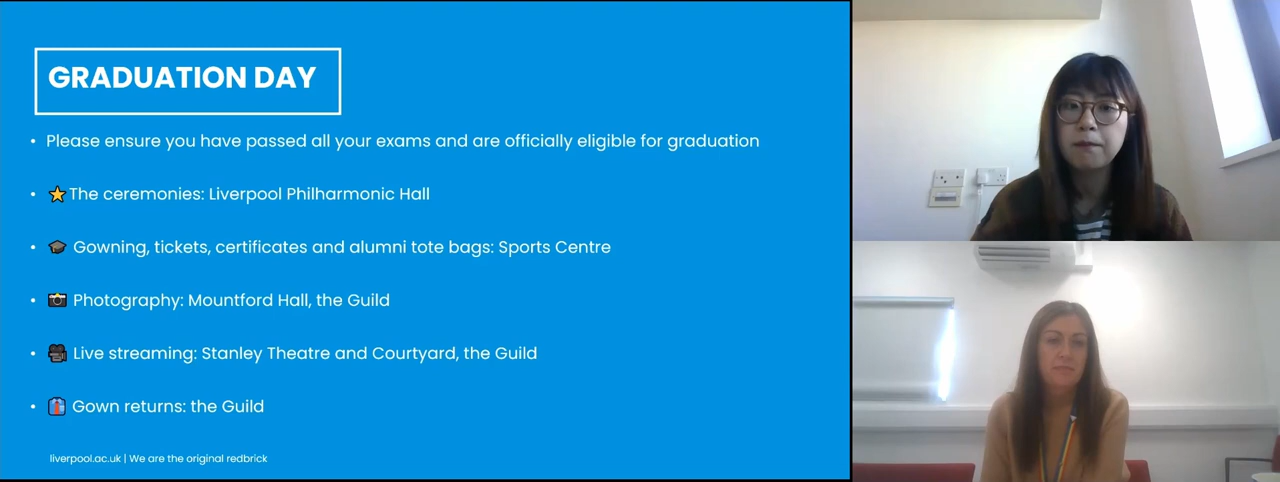 GRADUATION DAY
• Please ensure you have passed all your exams and are officially eligible for graduation
• ⭐The ceremonies: Liverpool Philharmonic Hall
• 🎓 Gowning, tickets, certificates and alumni tote bags: Sports Centre
• 📷 Photography: Mountford Hall, the Guild
• 🎥 Live streaming: Stanley Theatre and Courtyard, the Guild
• 👔 Gown returns: the Guild
liverpool.ac.uk | We are the original redbrick